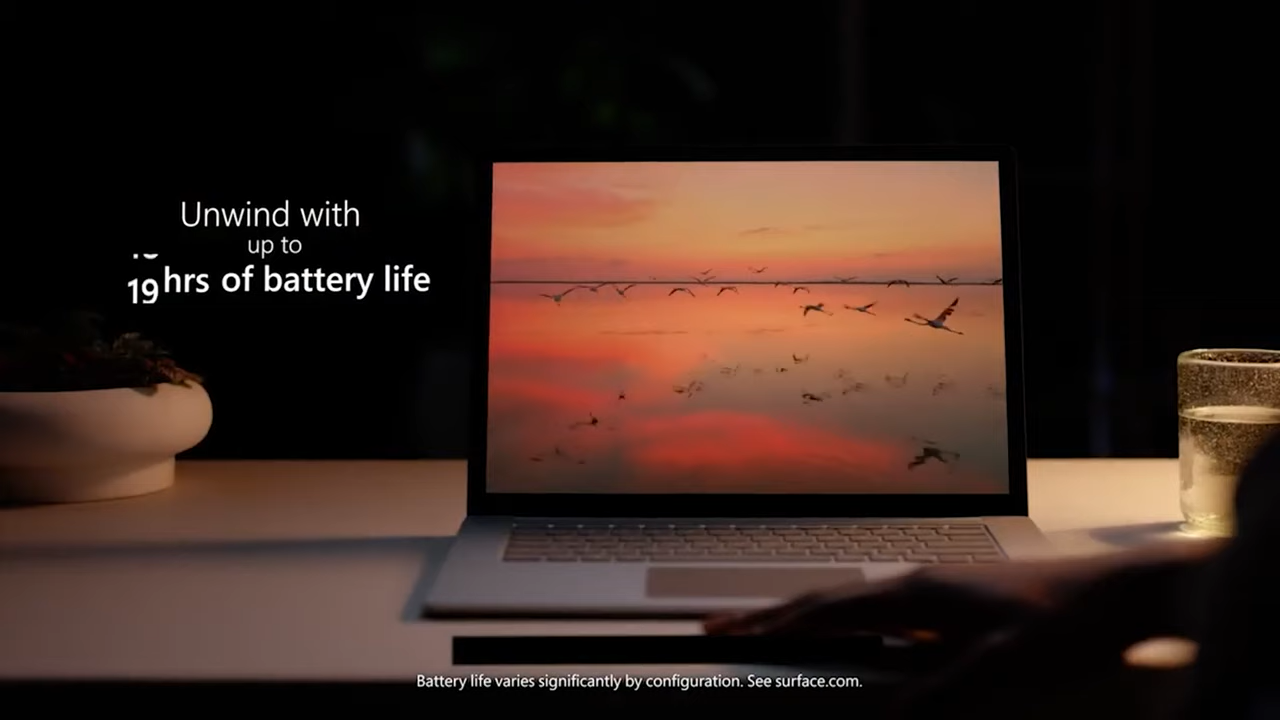 Unwind with
up to
19 hrs of battery life
Battery life varies significantly by configuration. See surface.com.